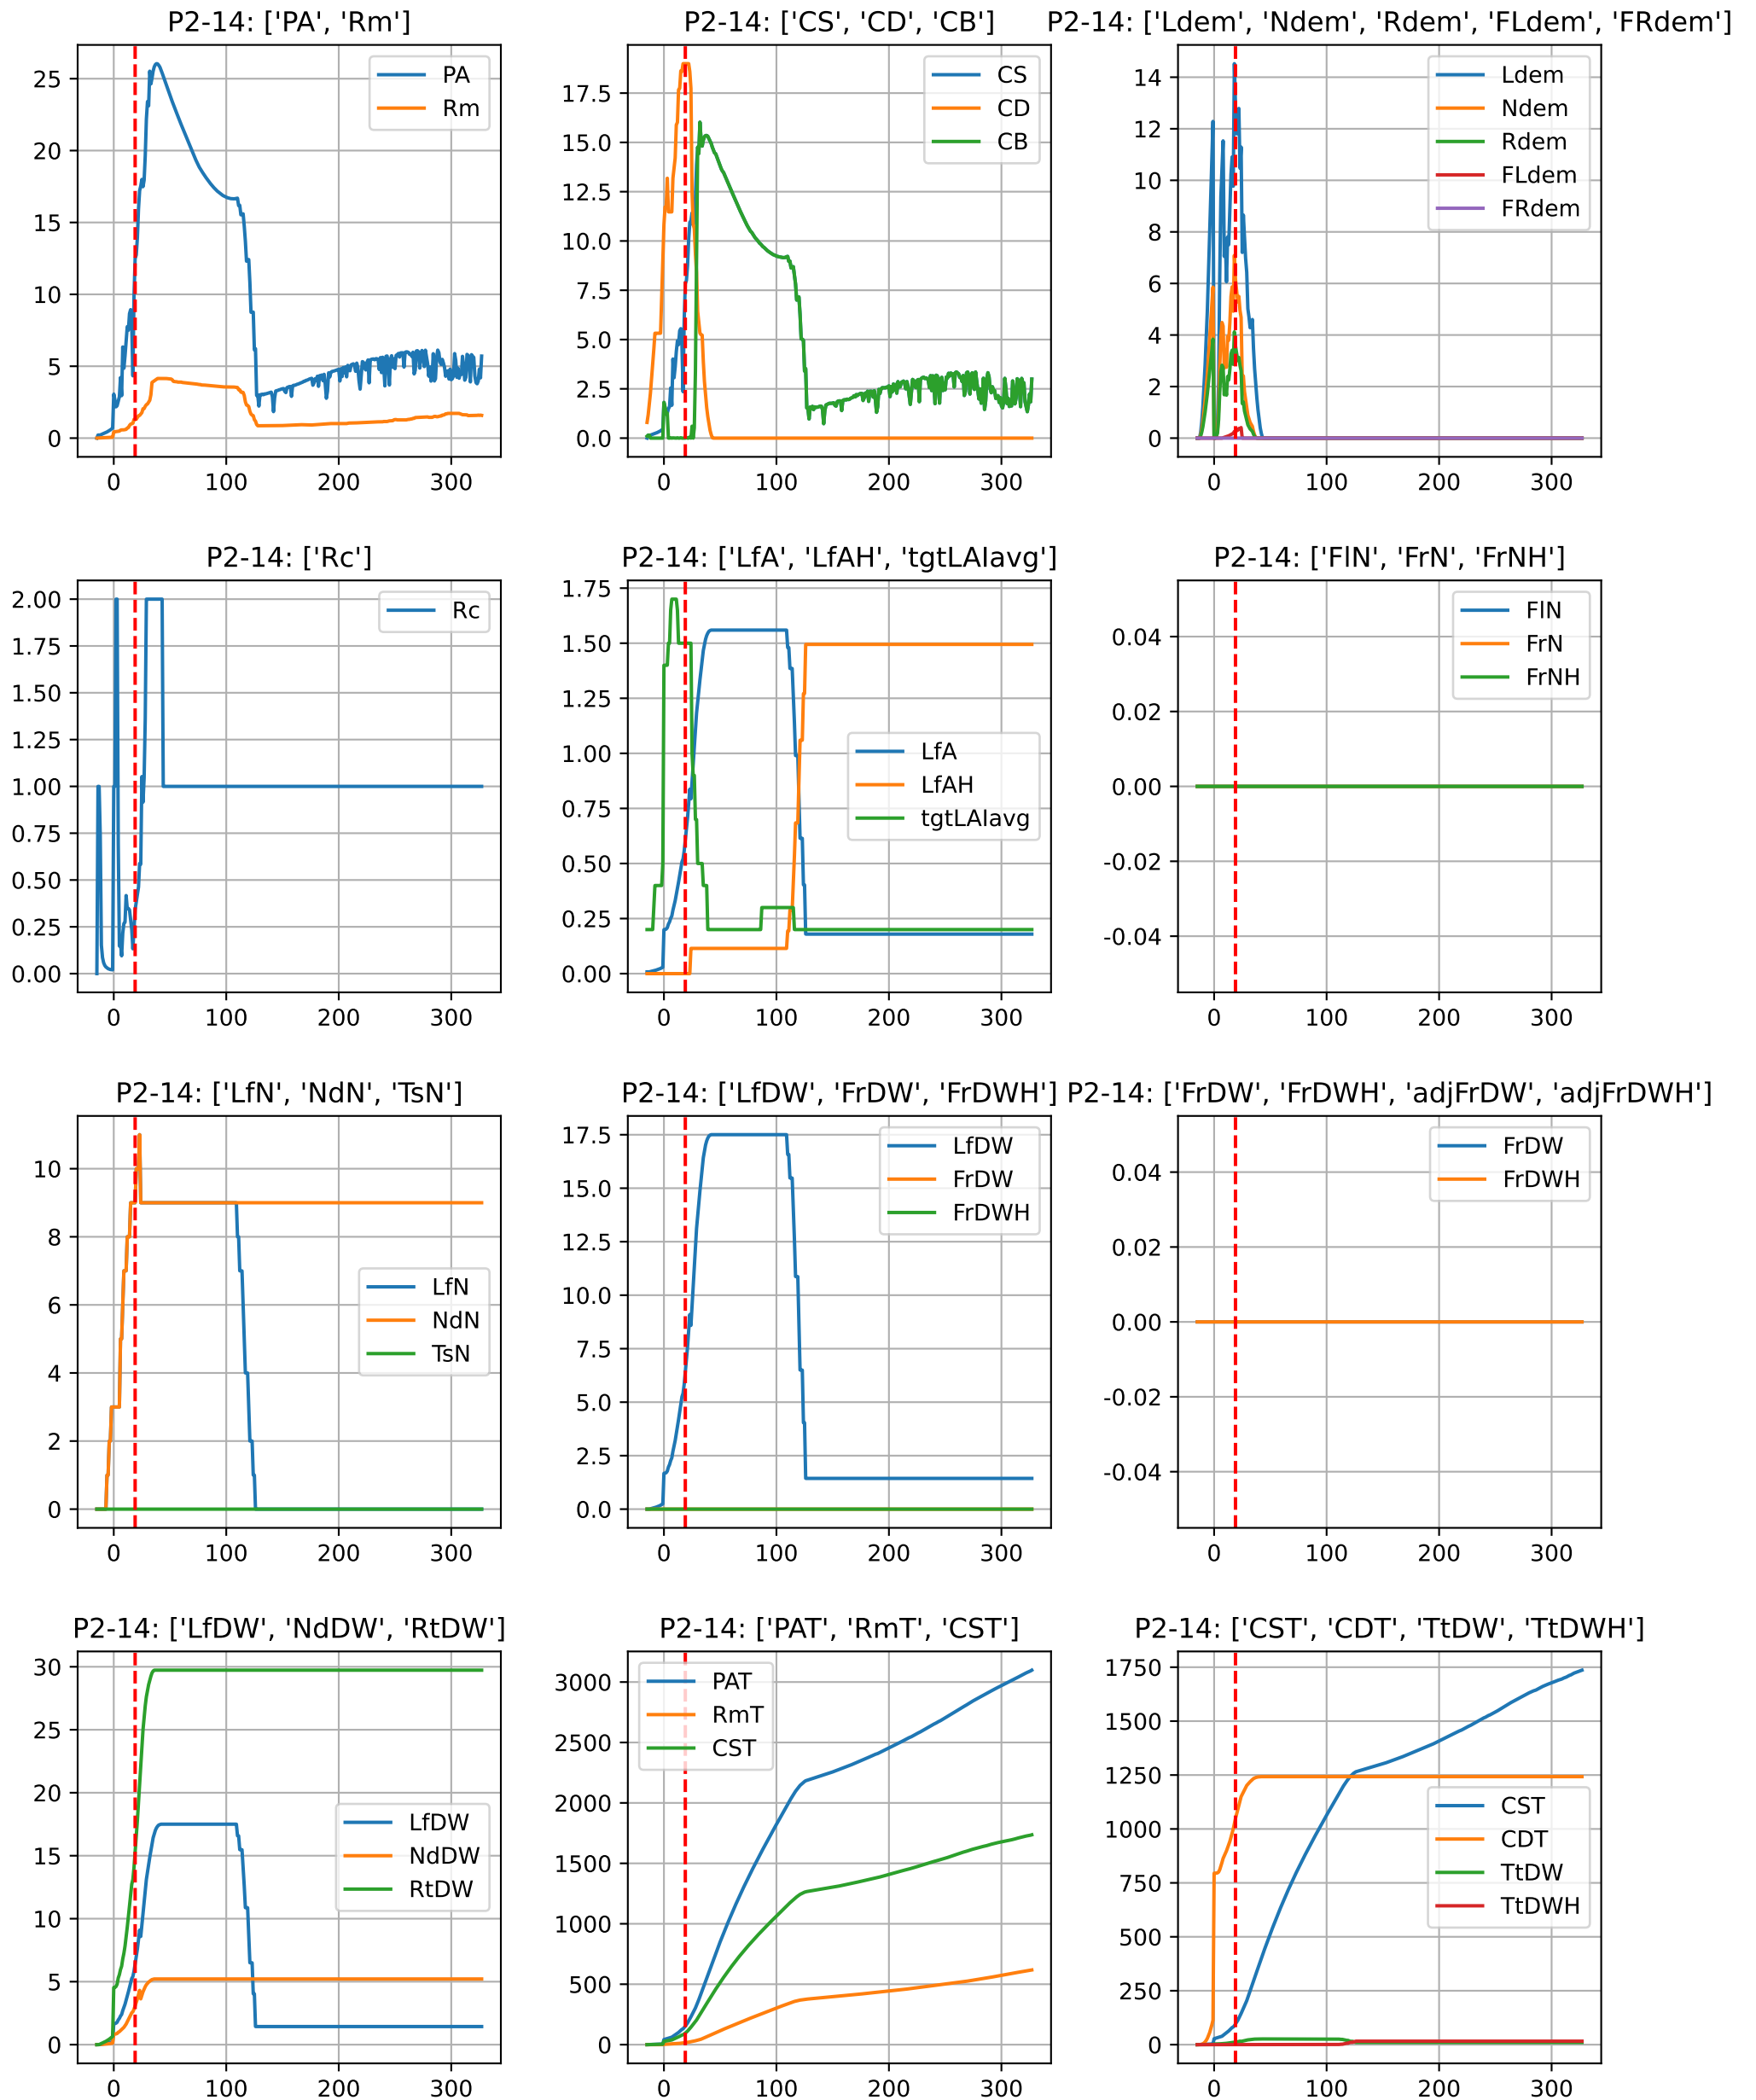 P2-14: ['PA', 'Rm']
25
20
15
10
5
0
0 100 200 300
PA
Rm
P2-14: ['CS', 'CD', 'CB']
17.5
15.0
12.5
10.0
7.5
5.0
2.5
0.0
0 100 200 300
CS
CD
CB
P2-14: ['Ldem', 'Ndem', 'Rdem', 'FLdem', 'FRdem']
14
12
10
8
6
4
2
0
0 100 200 300
Ldem
Ndem
Rdem
FLdem
FRdem
P2-14: ['Rc']
2.00
1.75
1.50
1.25
1.00
0.75
0.50
0.25
0.00
0 100 200 300
Rc
P2-14: ['LfA', 'LfAH', 'tgtLAIavg']
1.75
1.50
1.25
1.00
0.75
0.50
0.25
0.00
0 100 200 300
LfA
LfAH
tgtLAIavg
P2-14: ['FlN', 'FrN', 'FrNH']
0.04
0.02
0.00
-0.02
-0.04
0 100 200 300
FlN
FrN
FrNH
P2-14: ['LfN', 'NdN', 'TsN']
10
8
6
4
2
0
0 100 200 300
LfN
NdN
TsN
P2-14: ['LfDW', 'FrDW', 'FrDWH']
17.5
15.0
12.5
10.0
7.5
5.0
2.5
0.0
0 100 200 300
LfDW
FrDW
FrDWH
P2-14: ['FrDW', 'FrDWH', 'adjFrDW', 'adjFrDWH']
0.04
0.02
0.00
-0.02
-0.04
0 100 200 300
FrDW
FrDWH
P2-14: ['LfDW', 'NdDW', 'RtDW']
30
25
20
15
10
5
0
0 100 200 300
LfDW
NdDW
RtDW
P2-14: ['PAT', 'RmT', 'CST']
3000
2500
2000
1500
1000
500
0
0 100 200 300
PAT
RmT
CST
P2-14: ['CST', 'CDT', 'TtDW', 'TtDWH']
1750
1500
1250
1000
750
500
250
0
0 100 200 300
CST
CDT
TtDW
TtDWH